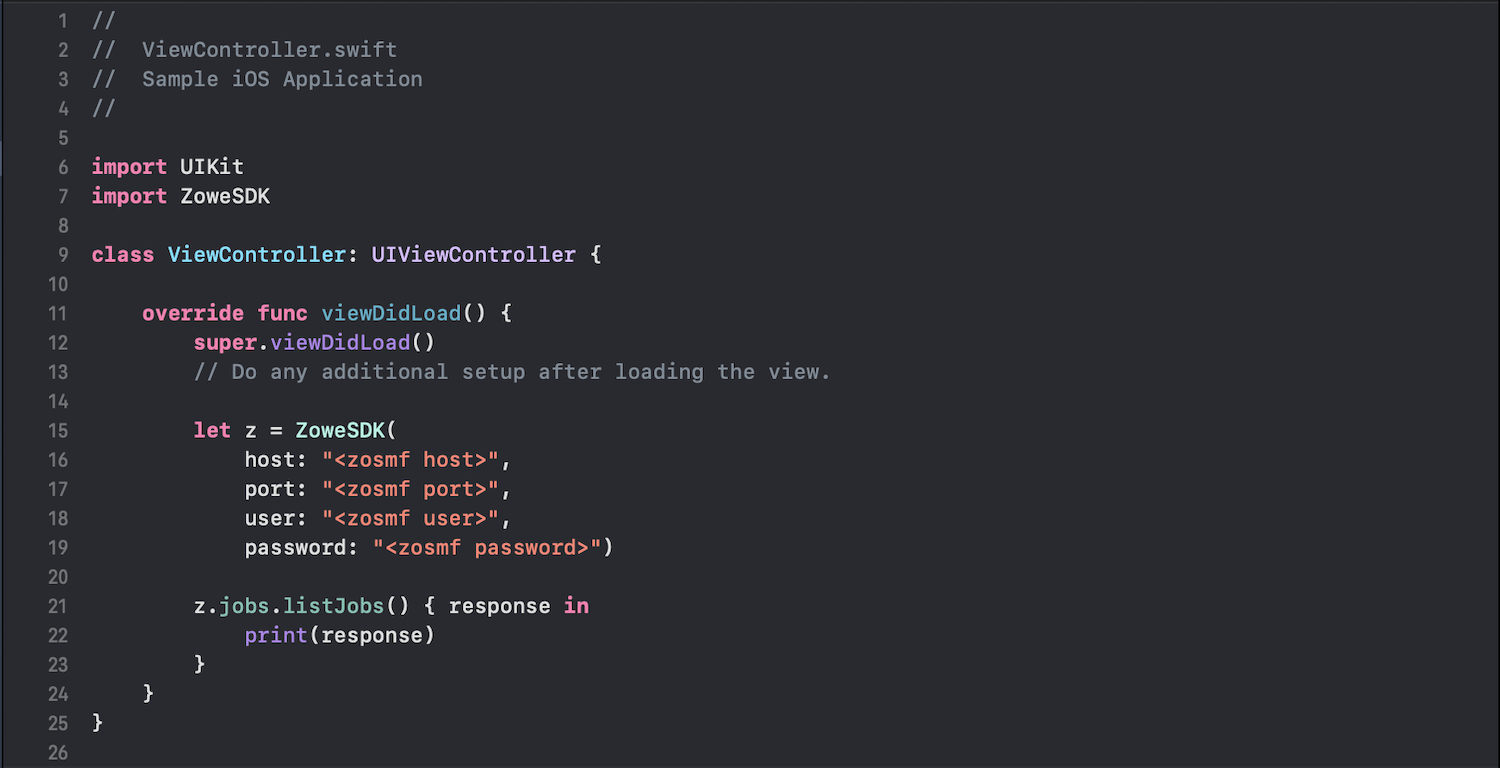 1 //
2 //  ViewController.swift
3 //  Sample iOS Application
4 //
5
6 import UIKit
7 import ZoweSDK
8
9 class ViewController: UIViewController {
10
11     override func viewDidLoad() {
12         super.viewDidLoad()
13         // Do any additional setup after loading the view.
14
15         let z = ZoweSDK(
16             host: "<zosmf host>",
17             port: "<zosmf port>",
18             user: "<zosmf user>",
19             password: "<zosmf password>")
20
21         z.jobs.listJobs() { response in
22             print(response)
23         }
24     }
25 }
26